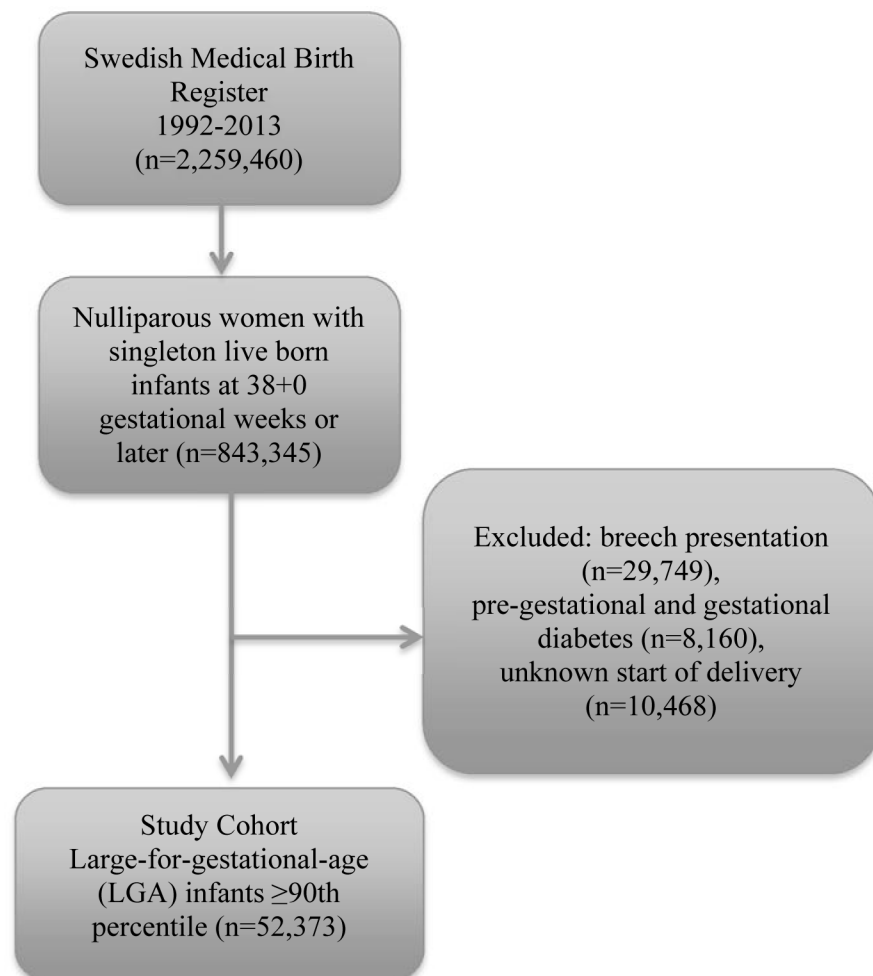 Swedish Medical Birth
Register
1992-2013
(n=2,259,460)
Nulliparous women with
singleton live born
infants at 38+0
gestational weeks or
later (n=843,345)
Excluded: breech presentation
(n=29,749),
pre-gestational and gestational
diabetes (n=8,160),
unknown start of delivery
(n=10,468)
Study Cohort
Large-for-gestational-age
(LGA) infants ≥90th
percentile (n=52,373)